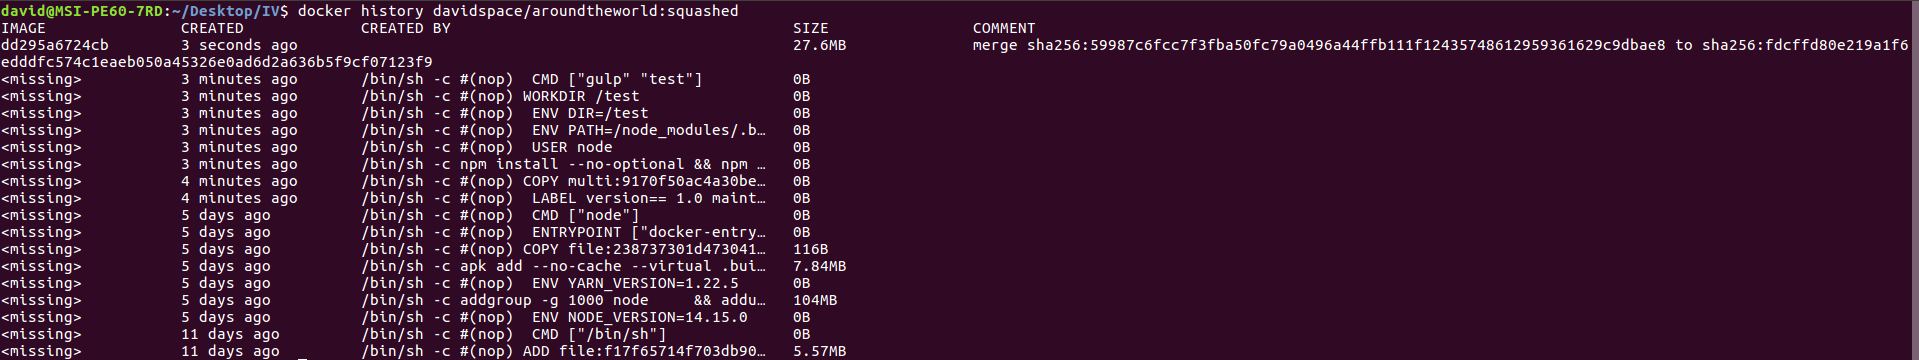 david@MSI-PE60-7RD:~/Desktop/IV$ docker history davidspace/aroundtheworld:squashed
IMAGE CREATED CREATED BY SIZE COMMENT
dd295a6724cb 3 seconds ago 27.6MB merge sha256:59987c6fcc7f3fba50fc79a0496a44ffb111f12435748612959361629c9dbae8 to sha256:fdcffd80e219a1f6
edddfc574c1eaeb050a45326e0ad6d2a636b5f9cf07123f9
<missing> 3 minutes ago /bin/sh -c #(nop)  CMD ["gulp" "test"] 0B
<missing> 3 minutes ago /bin/sh -c #(nop) WORKDIR /test 0B
<missing> 3 minutes ago /bin/sh -c #(nop)  ENV DIR=/test 0B
<missing> 3 minutes ago /bin/sh -c #(nop)  ENV PATH=/node_modules/.b… 0B
<missing> 3 minutes ago /bin/sh -c #(nop)  USER node 0B
<missing> 3 minutes ago /bin/sh -c npm install --no-optional && npm … 0B
<missing> 4 minutes ago /bin/sh -c #(nop) COPY multi:9170f50ac4a30be… 0B
<missing> 4 minutes ago /bin/sh -c #(nop)  LABEL version== 1.0 maint… 0B
<missing> 5 days ago /bin/sh -c #(nop)  CMD ["node"] 0B
<missing> 5 days ago /bin/sh -c #(nop)  ENTRYPOINT ["docker-entry… 0B
<missing> 5 days ago /bin/sh -c #(nop) COPY file:238737301d473041… 116B
<missing> 5 days ago /bin/sh -c apk add --no-cache --virtual .bui… 7.84MB
<missing> 5 days ago /bin/sh -c #(nop)  ENV YARN_VERSION=1.22.5 0B
<missing> 5 days ago /bin/sh -c addgroup -g 1000 node     && addu… 104MB
<missing> 5 days ago /bin/sh -c #(nop)  ENV NODE_VERSION=14.15.0 0B
<missing> 11 days ago /bin/sh -c #(nop)  CMD ["/bin/sh"] 0B
<missing> 11 days ago /bin/sh -c #(nop) ADD file:f17f65714f703db90… 5.57MB